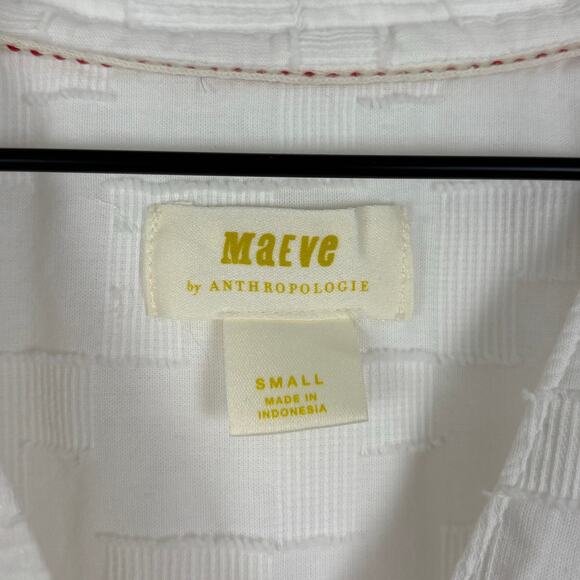 MaEve
by ANTHROPOLOGIE
SMALL
MADE IN
INDONESIA